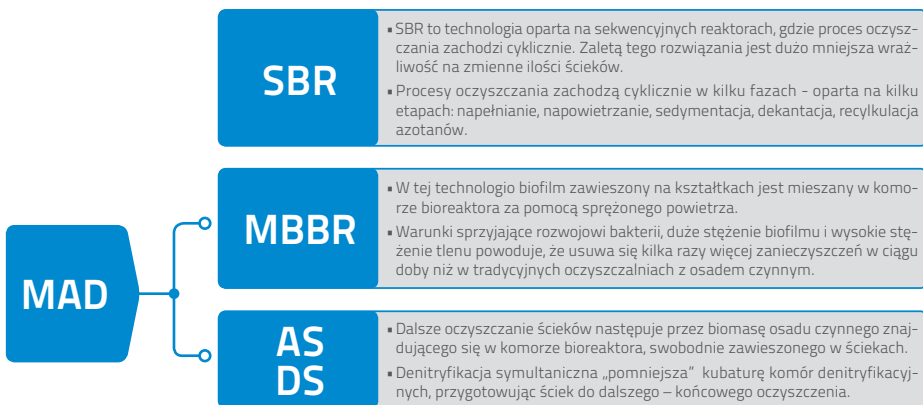 SBR
▪ SBR to technologia oparta na sekwencyjnych reaktorach, gdzie proces oczysz-
czania zachodzi cyklicznie. Zaletą tego rozwiązania jest dużo mniejsza wraż-
liwość na zmienne ilości ścieków.
▪ Procesy oczyszczania zachodzą cyklicznie w kilku fazach - oparta na kilku
etapach: napełnianie, napowietrzanie, sedymentacja, dekantacja, recylkulacja
azotanów.
MAD
MBBR
▪ W tej technologio biofilm zawieszony na kształtkach jest mieszany w komo-
rze bioreaktora za pomocą sprężonego powietrza.
▪ Warunki sprzyjające rozwojowi bakterii, duże stężenie biofilmu i wysokie stę-
żenie tlenu powoduje, że usuwa się kilka razy więcej zanieczyszczeń w ciągu
doby niż w tradycyjnych oczyszczalniach z osadem czynnym.
AS
DS
▪ Dalsze oczyszczanie ścieków następuje przez biomasę osadu czynnego znaj-
dującego się w komorze bioreaktora, swobodnie zawieszonego w ściekach.
▪ Denitryfikacja symultaniczna „pomniejsza“ kubaturę komór denitryfikacyj-
nych, przygotowując ściek do dalszego – końcowego oczyszczenia.